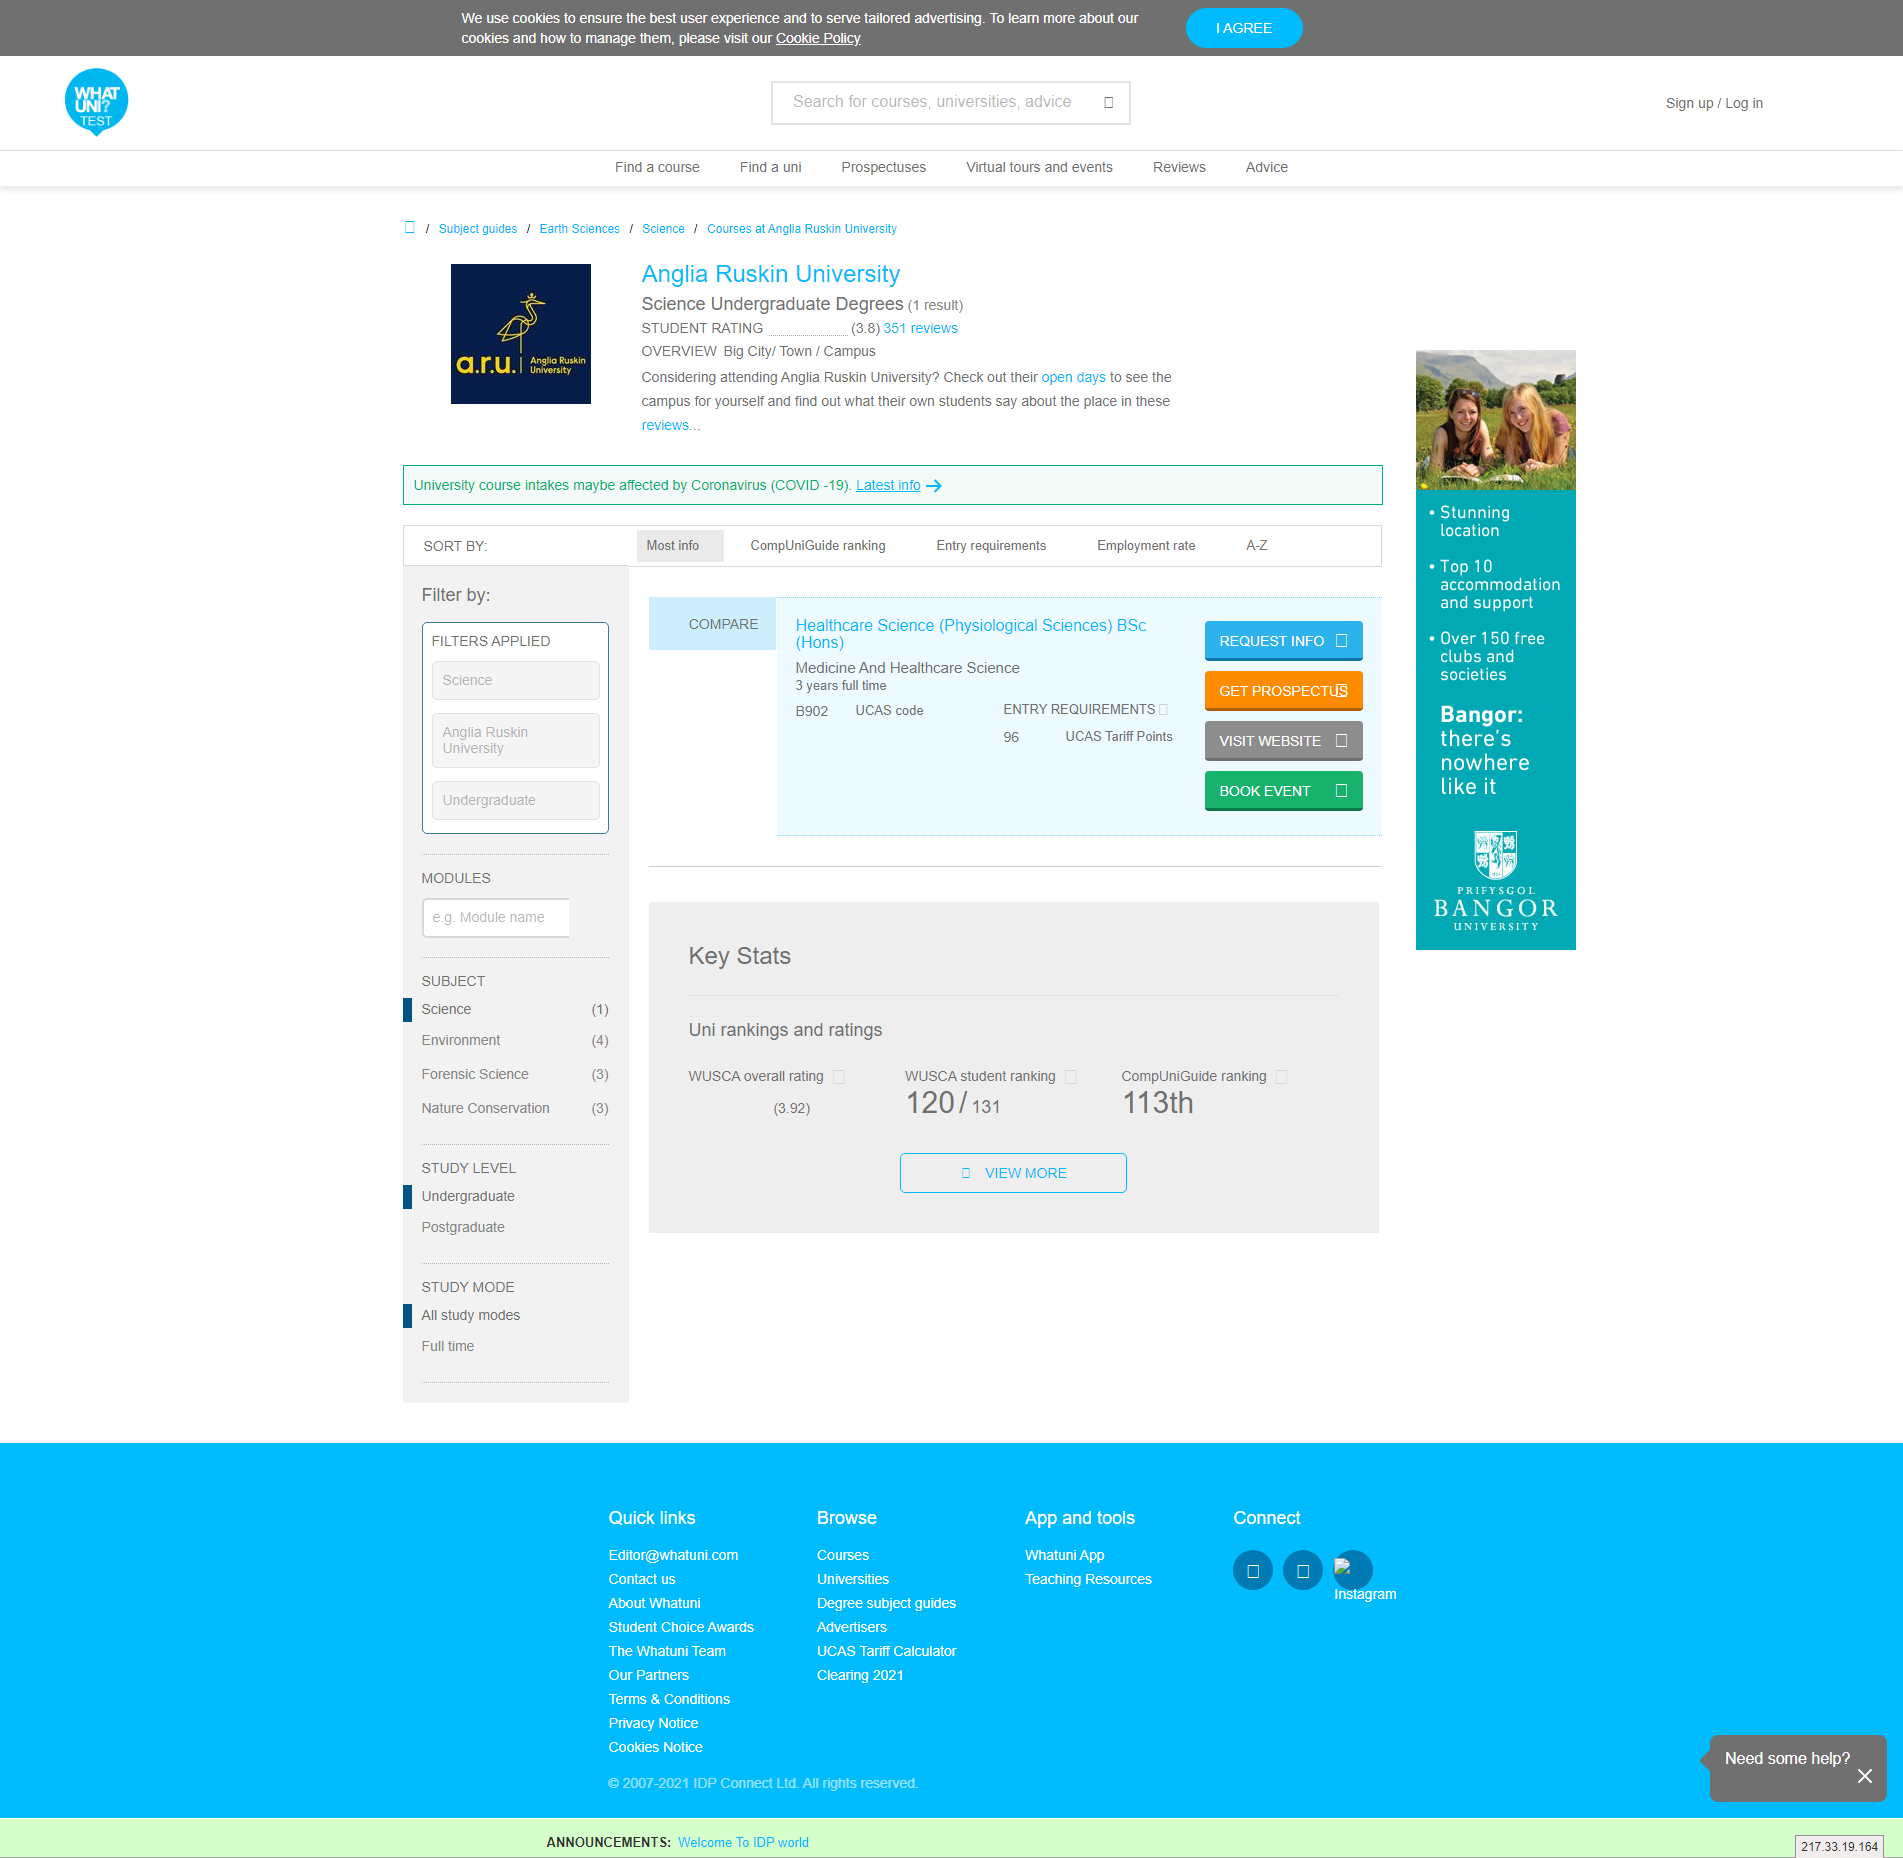 We use cookies to ensure the best user experience and to serve tailored advertising. To learn more about our
cookies and how to manage them, please visit our Cookie Policy
I AGREE
WHAT
UNI?
TEST
Search for courses, universities, advice
Sign up / Log in
Find a course
Find a uni
Prospectuses
Virtual tours and events
Reviews
Advice
/ Subject guides / Earth Sciences / Science / Courses at Anglia Ruskin University
a.r.u. Anglia Ruskin
University
Anglia Ruskin University
Science Undergraduate Degrees (1 result)
STUDENT RATING (3.8) 351 reviews
OVERVIEW Big City/ Town / Campus
Considering attending Anglia Ruskin University? Check out their open days to see the
campus for yourself and find out what their own students say about the place in these
reviews...
University course intakes maybe affected by Coronavirus (COVID -19). Latest info
SORT BY:
Most info
CompUniGuide ranking
Entry requirements
Employment rate
A-Z
Filter by:
FILTERS APPLIED
Science
Anglia Ruskin
University
Undergraduate
MODULES
e.g. Module name
SUBJECT
Science (1)
Environment (4)
Forensic Science (3)
Nature Conservation (3)
STUDY LEVEL
Undergraduate
Postgraduate
STUDY MODE
All study modes
Full time
COMPARE
Healthcare Science (Physiological Sciences) BSc
(Hons)
Medicine And Healthcare Science
3 years full time
B902 UCAS code
ENTRY REQUIREMENTS
96 UCAS Tariff Points
REQUEST INFO
GET PROSPECTUS
VISIT WEBSITE
BOOK EVENT
Key Stats
Uni rankings and ratings
WUSCA overall rating
(3.92)
WUSCA student ranking
120 / 131
CompUniGuide ranking
113th
VIEW MORE
• Stunning
location
• Top 10
accommodation
and support
• Over 150 free
clubs and
societies
Bangor:
there's
nowhere
like it
PRIFYSGOL
BANGOR
UNIVERSITY
Quick links
Editor@whatuni.com
Contact us
About Whatuni
Student Choice Awards
The Whatuni Team
Our Partners
Terms & Conditions
Privacy Notice
Cookies Notice
Browse
Courses
Universities
Degree subject guides
Advertisers
UCAS Tariff Calculator
Clearing 2021
App and tools
Whatuni App
Teaching Resources
Connect
Instagram
© 2007-2021 IDP Connect Ltd. All rights reserved.
Need some help?
ANNOUNCEMENTS: Welcome To IDP world
217.33.19.164